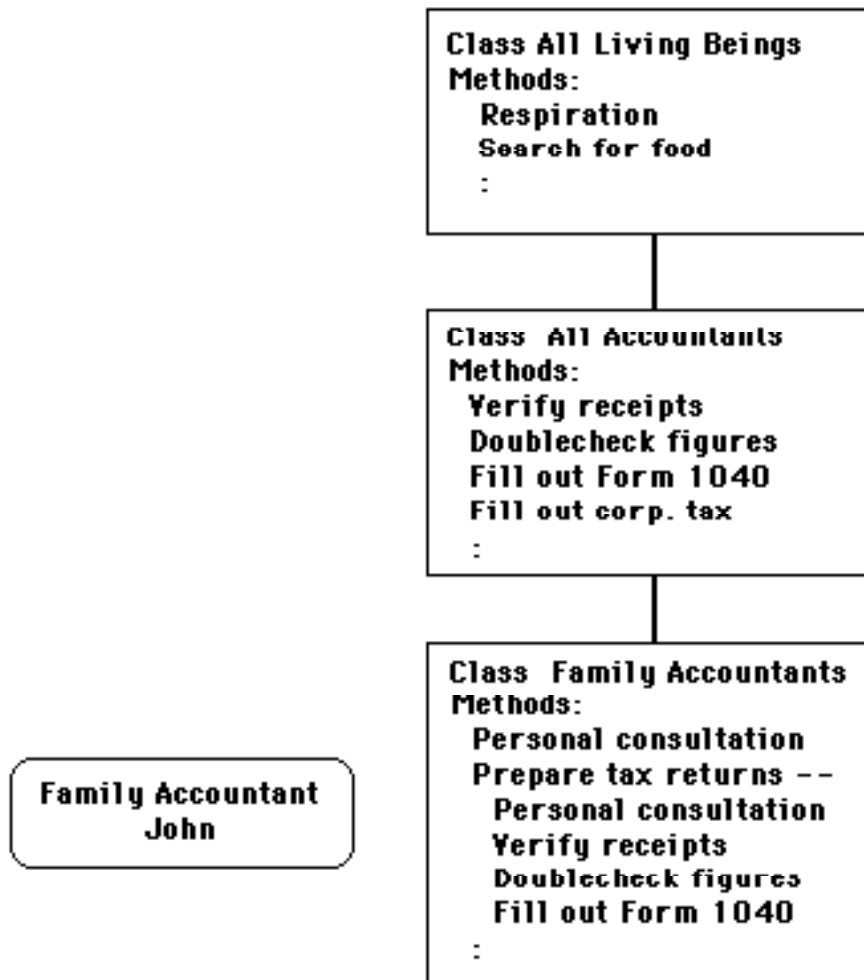 Class All Living Beings
Methods:
Respiration
Search for food
:
Class All Accountants
Methods:
Verify receipts
Doublecheck figures
Fill out Form 1040
Fill out corp. tax
:
Class Family Accountants
Methods:
Personal consultation
Prepare tax returns --
Personal consultation
Verify receipts
Doublecheck figures
Fill out Form 1040
:
Family Accountant
John